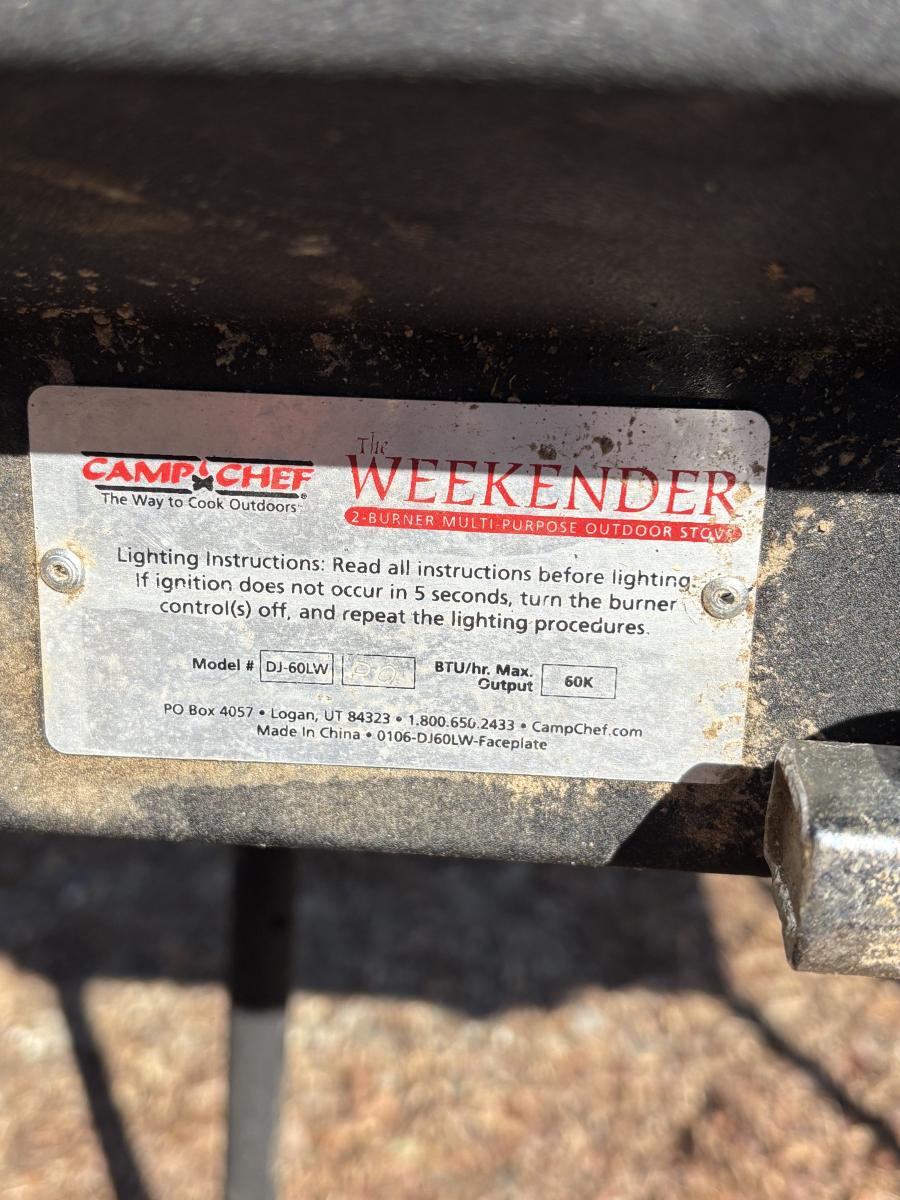 CAMP CHEF®
The Way to Cook Outdoors™
The
WEEKENDER
2-BURNER MULTI-PURPOSE OUTDOOR STOVE
Lighting Instructions: Read all instructions before lighting.
If ignition does not occur in 5 seconds, turn the burner
control(s) off, and repeat the lighting procedures.
Model # DJ-60LW BTU/hr. Max. Output 60K
PO Box 4057 • Logan, UT 84323 • 1.800.650.2433 • CampChef.com
Made In China • 0106-DJ60LW-Faceplate